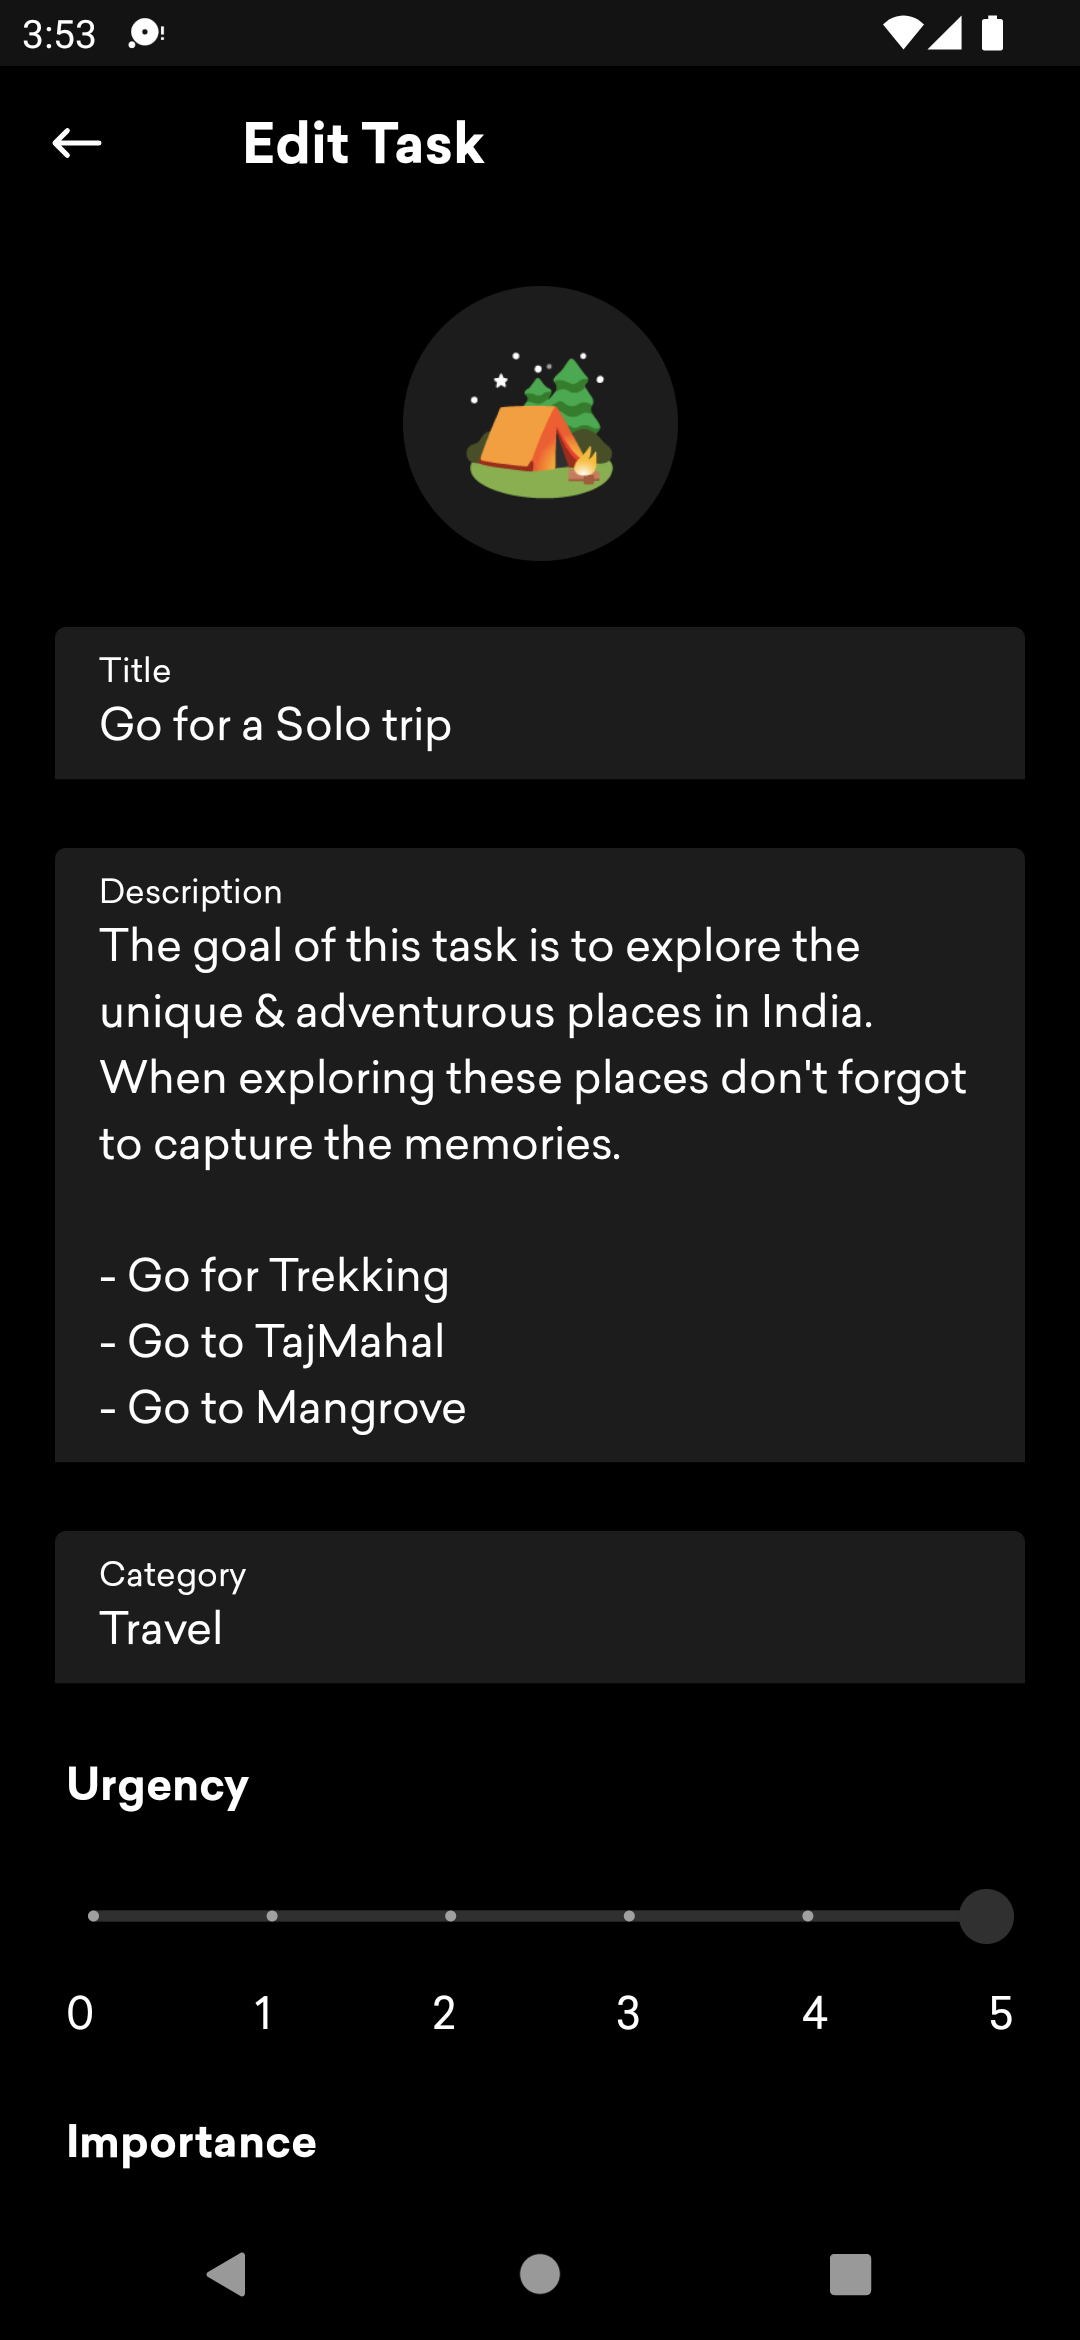 3:53
Edit Task
Title
Go for a Solo trip
Description
The goal of this task is to explore the
unique & adventurous places in India.
When exploring these places don't forgot
to capture the memories.
- Go for Trekking
- Go to TajMahal
- Go to Mangrove
Category
Travel
Urgency
0 1 2 3 4 5
Importance